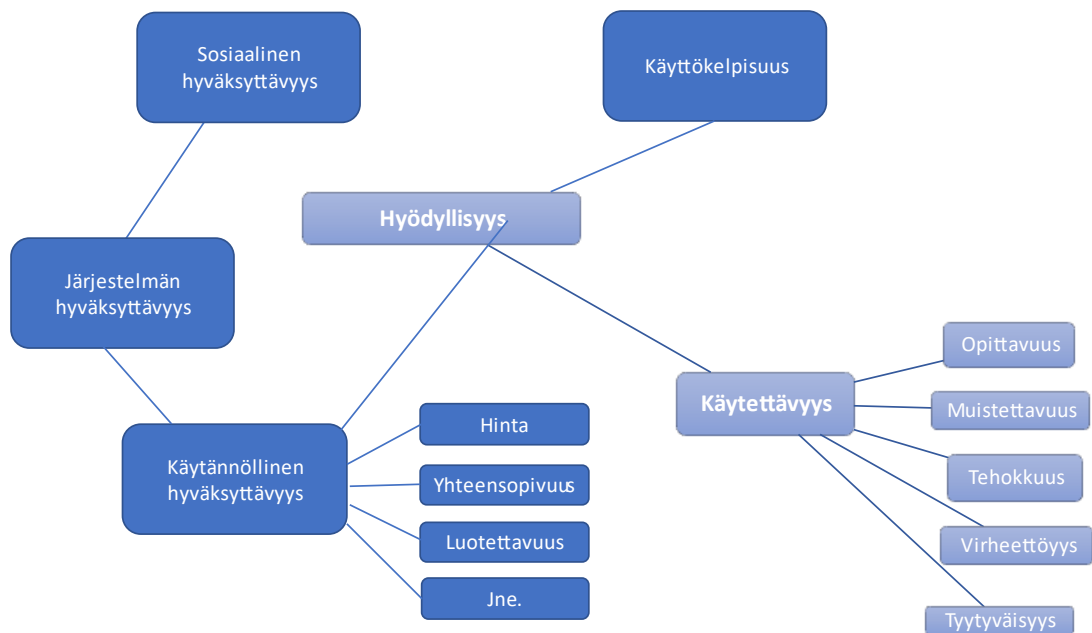 Sosiaalinen
hyväksyttävyys
Käyttökelpisuus
Hyödyllisyys
Järjestelmän
hyväksyttävyys
Opittavuus
Käytettävyys
Muistettavuus
Hinta
Käytännöllinen
hyväksyttävyys
Yhteensopivuus
Tehokkuus
Luotettavuus
Virheettöyys
Jne.
Tyytyväisyys